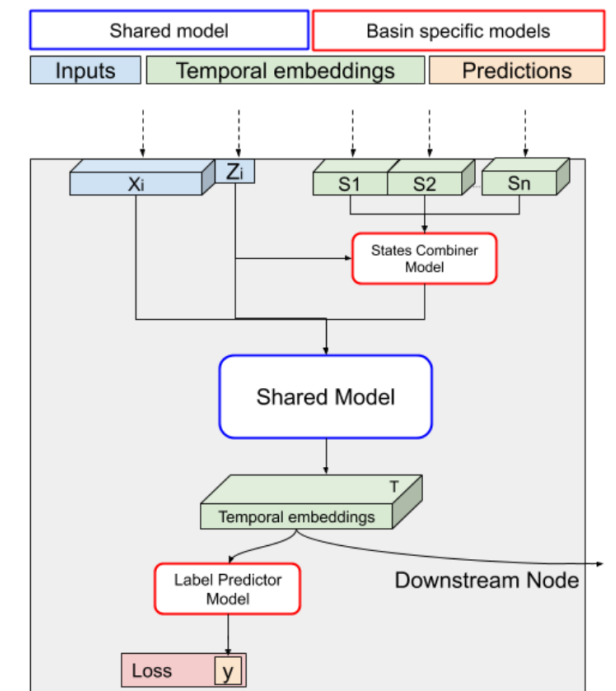 Shared model
Basin specific models
Inputs
Temporal embeddings
Predictions
Xi
Zi
S1
S2
Sn
States Combiner
Model
Shared Model
T
Temporal embeddings
Label Predictor
Model
Downstream Node
Loss
y